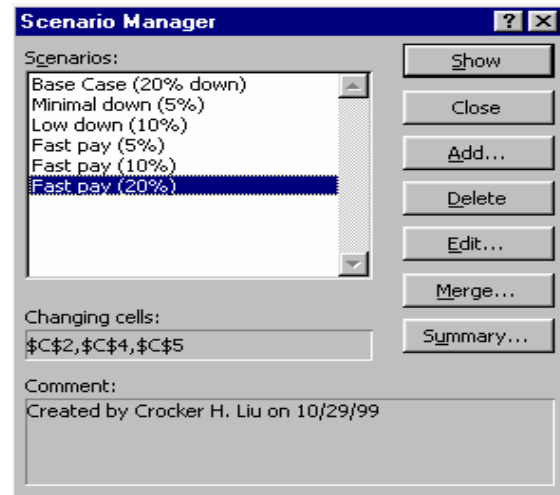 Scenario Manager
Scenarios:
Base Case (20% down)
Minimal down (5%)
Low down (10%)
Fast pay (5%)
Fast pay (10%)
Fast pay (20%)
Show
Close
Add...
Delete
Edit...
Merge...
Summary...
Changing cells:
$C$2,$C$4,$C$5
Comment:
Created by Crocker H. Liu on 10/29/99